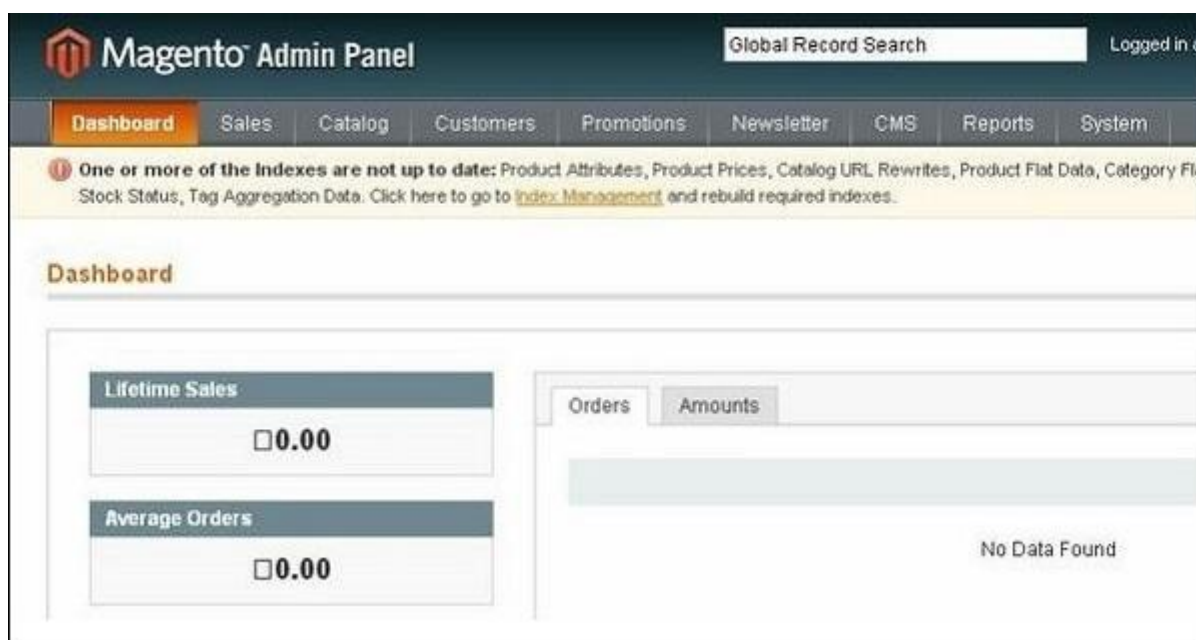 Magento Admin Panel
Global Record Search
Logged in
Dashboard Sales Catalog Customers Promotions Newsletter CMS Reports System
One or more of the Indexes are not up to date: Product Attributes, Product Prices, Catalog URL Rewrites, Product Flat Data, Category
Stock Status, Tag Aggregation Data. Click here to go to Index Management and rebuild required indexes.
Dashboard
Lifetime Sales
□0.00
Orders Amounts
Average Orders
□0.00
No Data Found